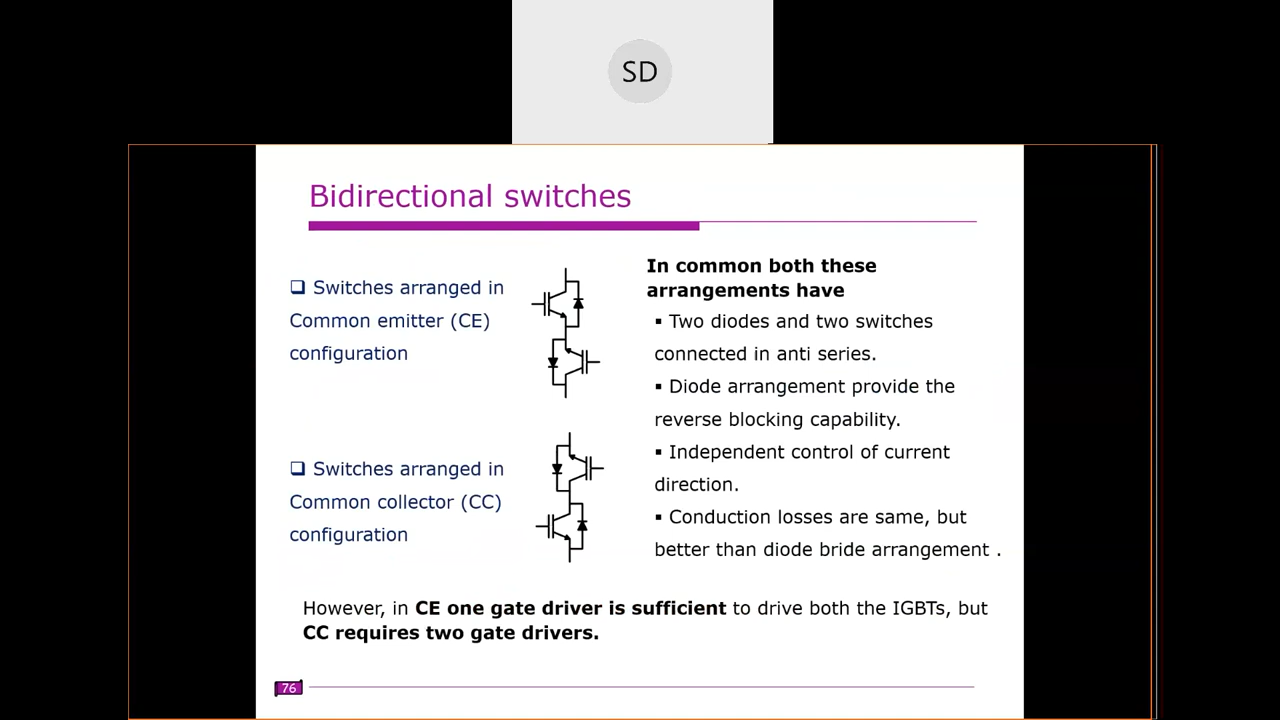 SD
Bidirectional switches
❑ Switches arranged in
Common emitter (CE)
configuration
❑ Switches arranged in
Common collector (CC)
configuration
In common both these
arrangements have
▪ Two diodes and two switches
connected in anti series.
▪ Diode arrangement provide the
reverse blocking capability.
▪ Independent control of current
direction.
▪ Conduction losses are same, but
better than diode bride arrangement .
However, in CE one gate driver is sufficient to drive both the IGBTs, but
CC requires two gate drivers.
76